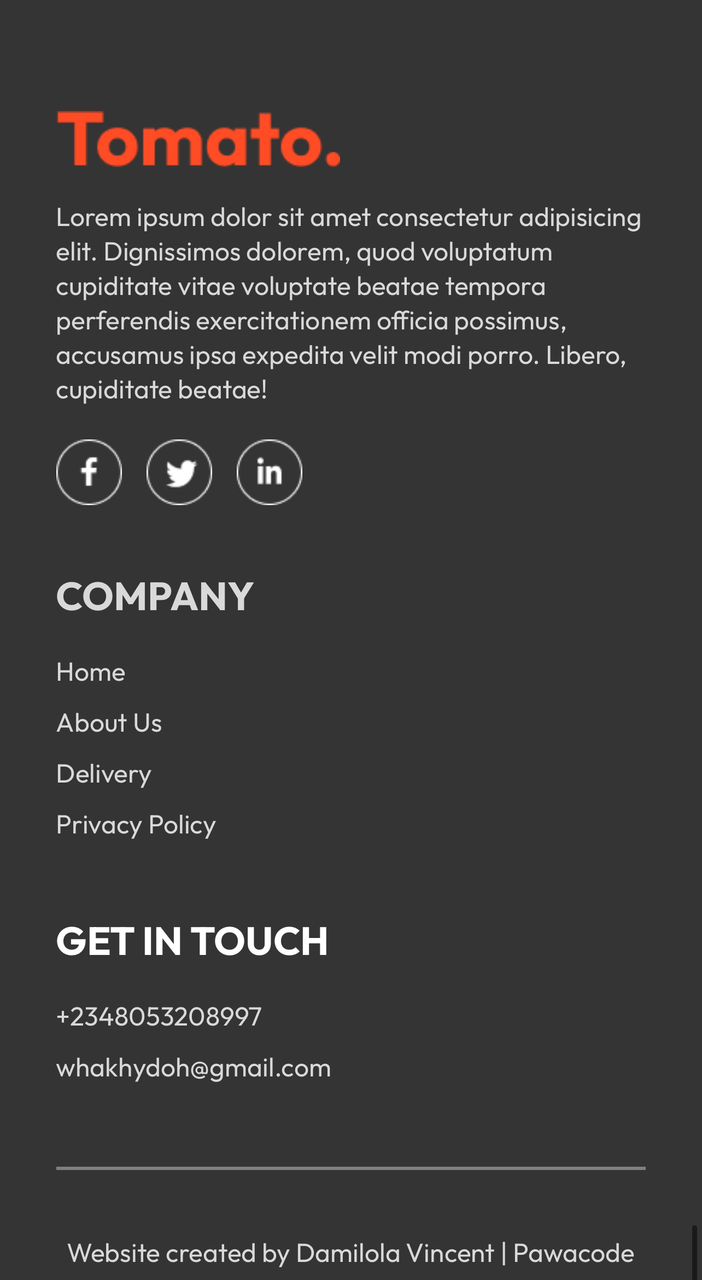 Tomato.
Lorem ipsum dolor sit amet consectetur adipisicing
elit. Dignissimos dolorem, quod voluptatum
cupiditate vitae voluptate beatae tempora
perferendis exercitationem officia possimus,
accusamus ipsa expedita velit modi porro. Libero,
cupiditate beatae!
f in
COMPANY
Home
About Us
Delivery
Privacy Policy
GET IN TOUCH
+2348053208997
whakhydoh@gmail.com
Website created by Damilola Vincent | Pawacode